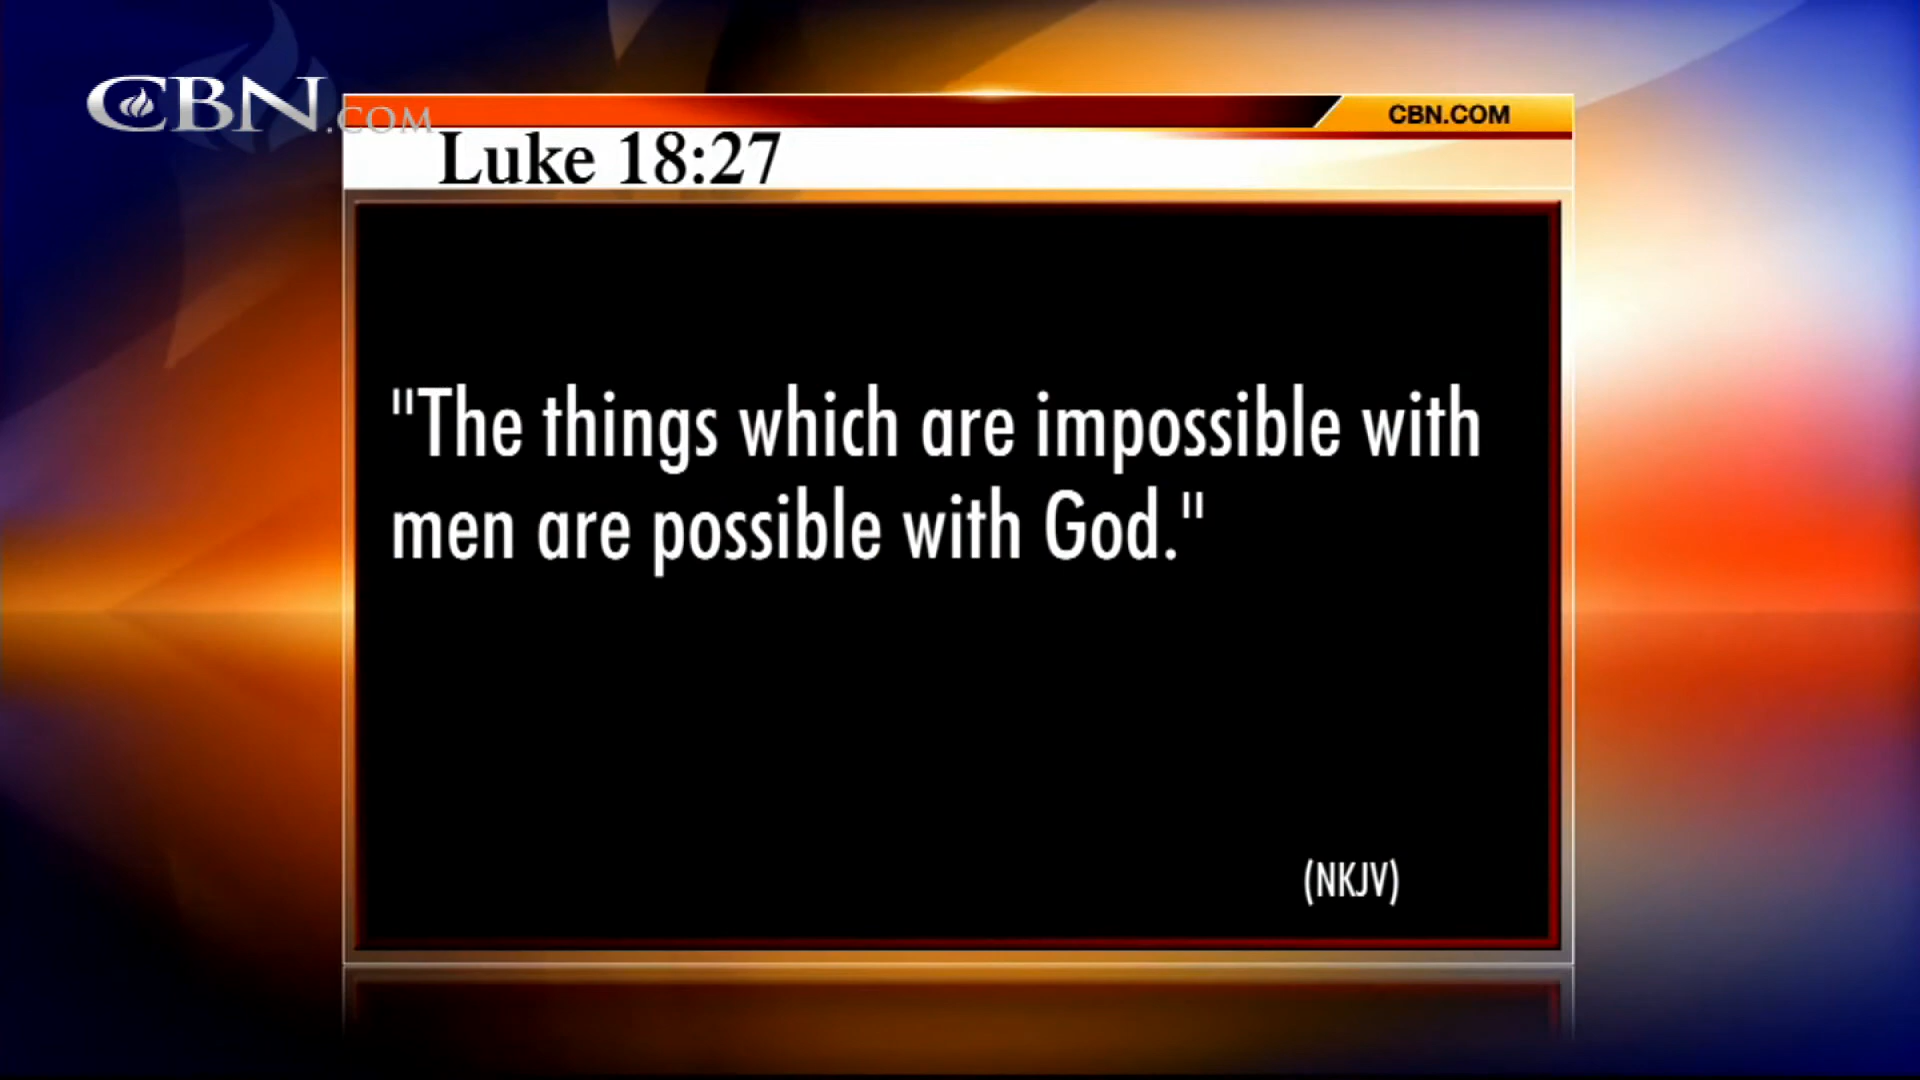 CBN.COM
CBN.COM
Luke 18:27
"The things which are impossible with
men are possible with God."
(NKJV)